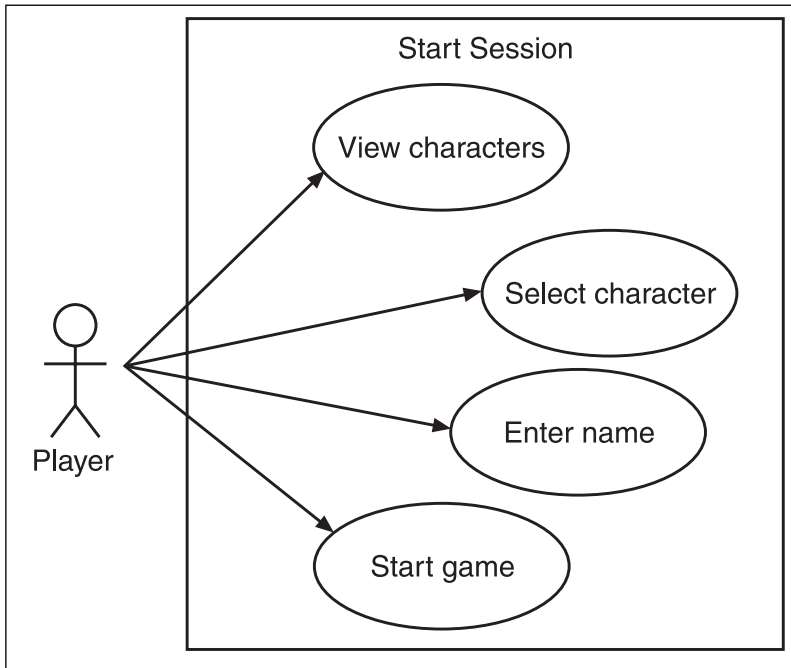 Start Session
View characters
Select character
Enter name
Player
Start game